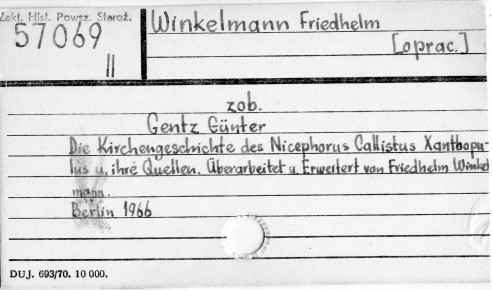 Zakł. Hist. Powsz. Staroż.
57069
II
Winkelmann Friedhelm
[oprac.]
zob.
Gentz Günter
Die Kirchengeschichte des Nicephorus Callistus Xanthopu-
lus u. ihre Quellen. Überarbeitet u. Erweitert von Friedhelm Winkel
mann.
Berlin 1966
DUJ. 693/70. 10 000.